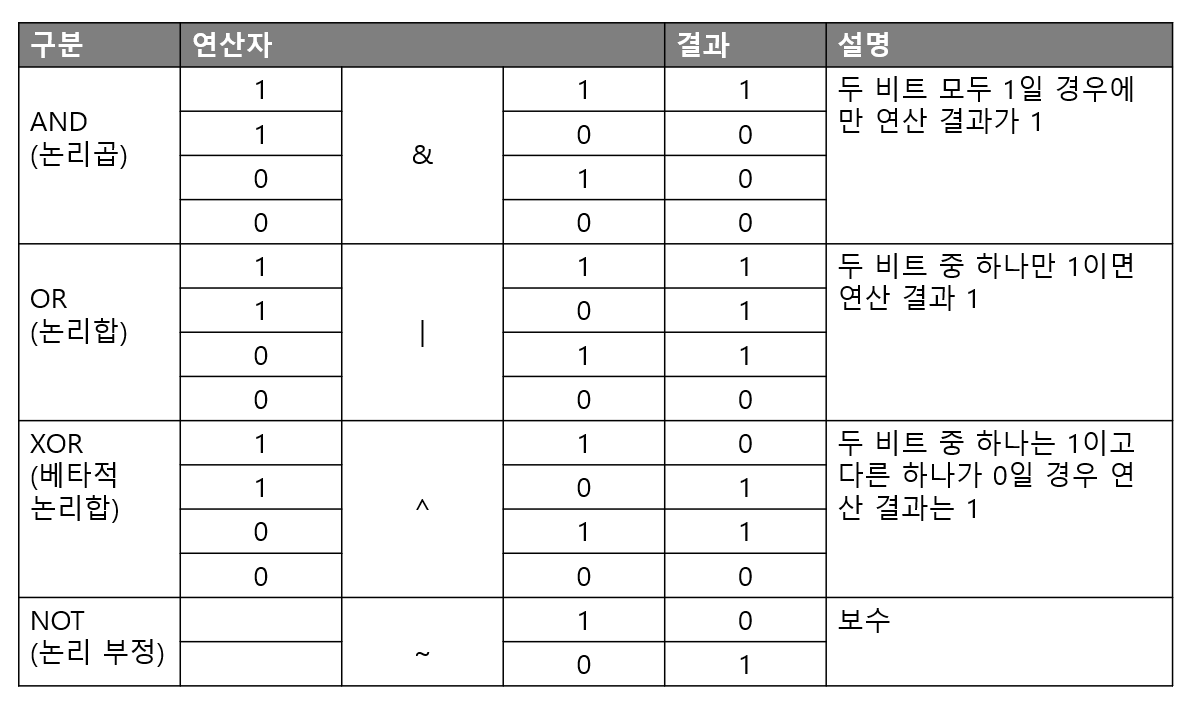 구분 연산자 결과 설명
AND
(논리곱)
1 & 1 1
1 0 0
0 1 0
0 0 0
두 비트 모두 1일 경우에
만 연산 결과가 1
OR
(논리합)
1 | 1 1
1 0 1
0 1 1
0 0 0
두 비트 중 하나만 1이면
연산 결과 1
XOR
(베타적
논리합)
1 ^ 1 0
1 0 1
0 1 1
0 0 0
두 비트 중 하나는 1이고
다른 하나가 0일 경우 연
산 결과는 1
NOT
(논리 부정)
~ 1 0
0 1
보수